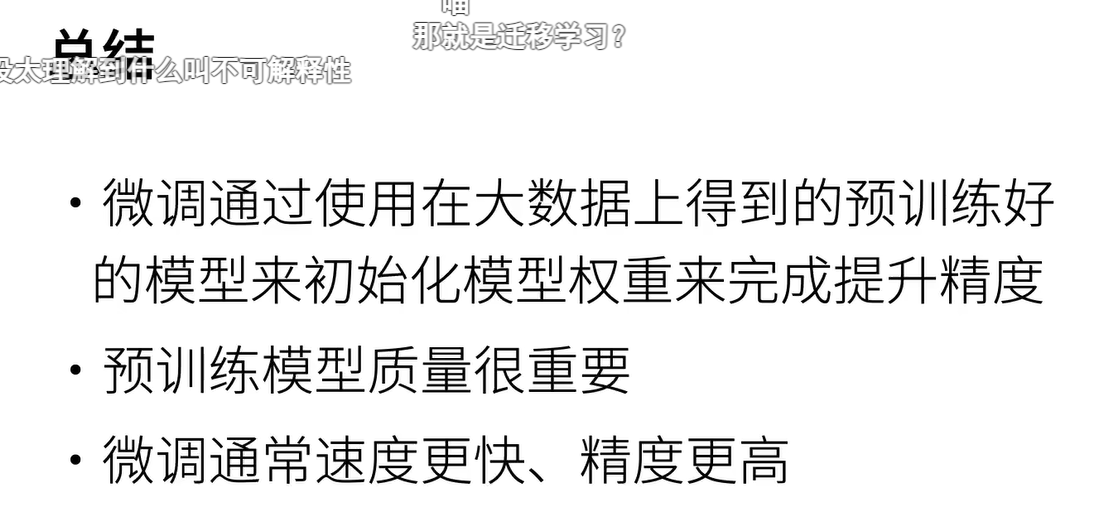 喵
那就是迁移学习？
总结
没太理解到什么叫不可解释性
• 微调通过使用在大数据上得到的预训练好
的模型来初始化模型权重来完成提升精度
• 预训练模型质量很重要
• 微调通常速度更快、精度更高